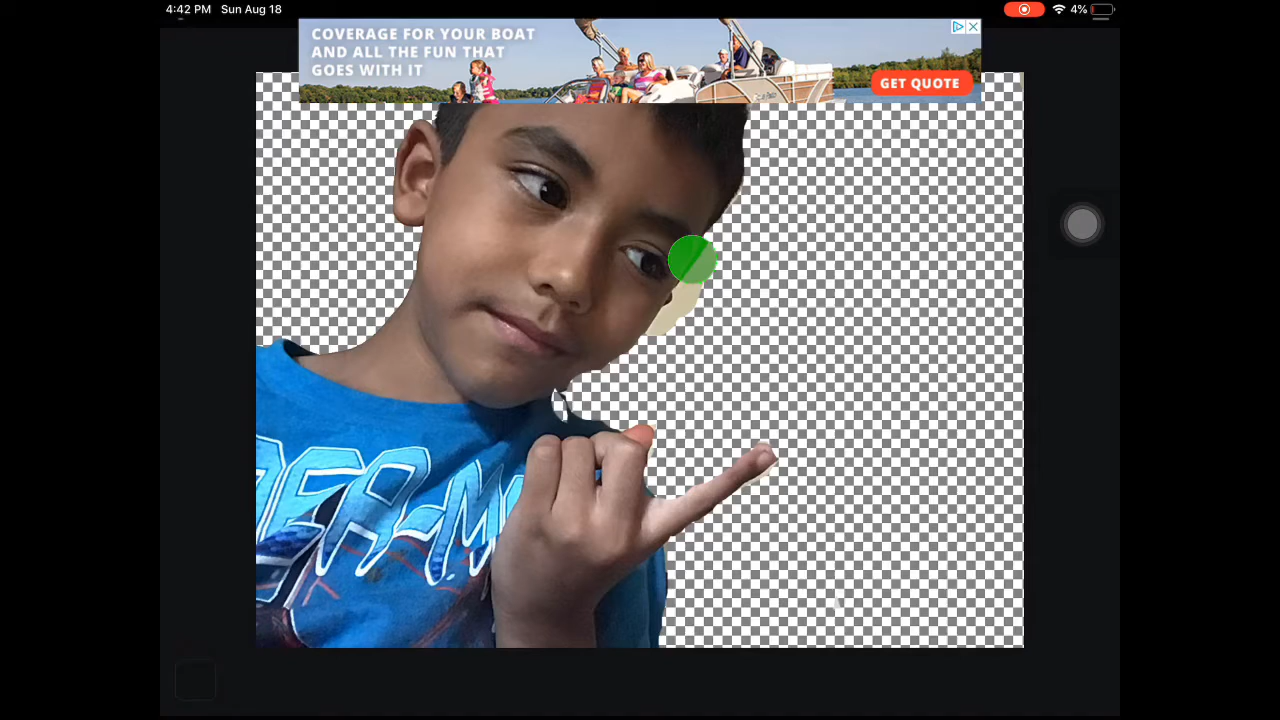 4:42 PM Sun Aug 18
4%
COVERAGE FOR YOUR BOAT
AND ALL THE FUN THAT
GOES WITH IT
GET QUOTE